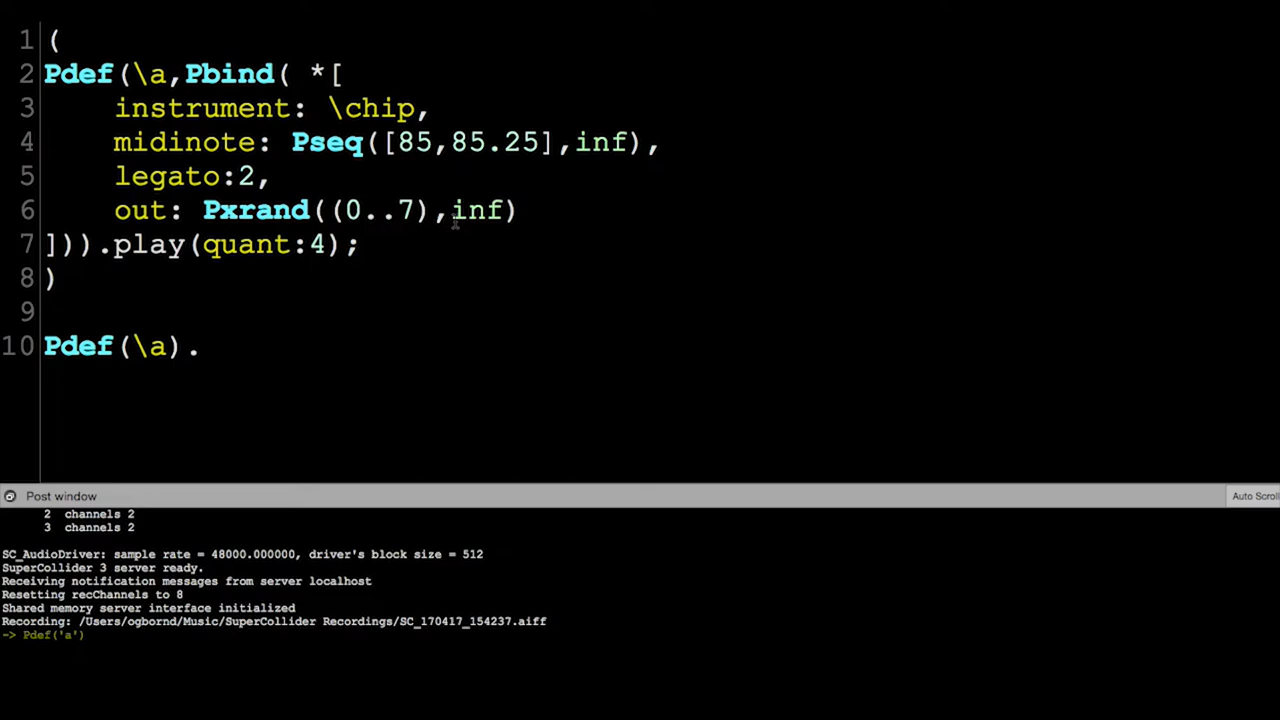 1 (
2 Pdef(\a,Pbind( *[
3 instrument: \chip,
4 midinote: Pseq([85,85.25],inf),
5 legato:2,
6 out: Pxrand((0..7),inf)
7 ])).play(quant:4);
8 )
9
10 Pdef(\a).
Post window
Auto Scroll
2 channels 2
3 channels 2
SC_AudioDriver: sample rate = 48000.000000, driver's block size = 512
SuperCollider 3 server ready.
Receiving notification messages from server localhost
Resetting recChannels to 8
Shared memory server interface initialized
Recording: /Users/ogbornd/Music/SuperCollider Recordings/SC_170417_154237.aiff
-> Pdef('a')